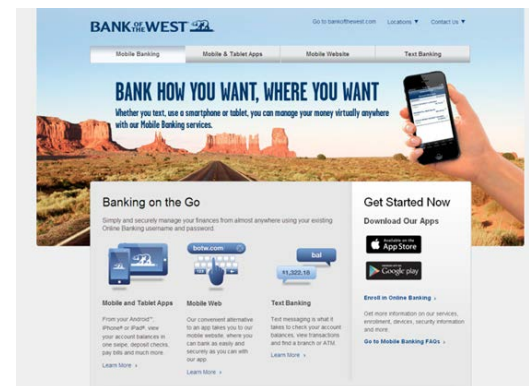 BANK OF THE WEST
Go to bankofthewest.com Locations ▼ Contact Us ▼
Mobile Banking Mobile & Tablet Apps Mobile Website Text Banking
BANK HOW YOU WANT, WHERE YOU WANT
Whether you text, use a smartphone or tablet, you can manage your money virtually anywhere
with our Mobile Banking services.
Banking on the Go
Simply and securely manage your finances from almost anywhere using your existing
Online Banking username and password.
botw.com
bal
11,322.10
Mobile and Tablet Apps
From your Android™,
iPhone® or iPad®, view
your account balances in
one swipe, deposit checks,
pay bills and much more.
Learn More ›
Mobile Web
Our convenient alternative
to an app takes you to our
mobile website, where you
can bank as easily and
securely as you can with
our app.
Learn More ›
Text Banking
Text messaging is what it
takes to check your account
balances, view transactions
and find a branch or ATM.
Learn More ›
Get Started Now
Download Our Apps
Available on the
App Store
Google play
Enroll in Online Banking ›
Get more information on our services,
enrollment, devices, security information
and more.
Go to Mobile Banking FAQs ›